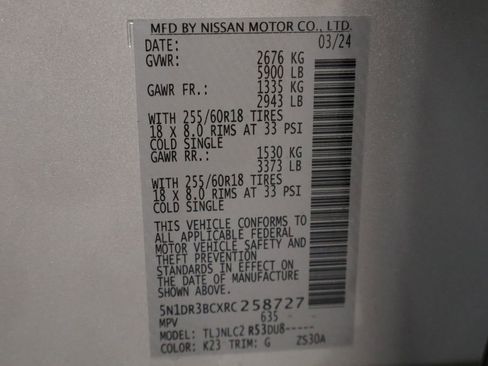 MFD BY NISSAN MOTOR CO., LTD.
DATE: 03/24
GVWR: 2676 KG
5900 LB
GAWR FR.: 1335 KG
2943 LB
WITH 255/60R18 TIRES
18 X 8.0 RIMS AT 33 PSI
COLD SINGLE
GAWR RR.: 1530 KG
3373 LB
WITH 255/60R18 TIRES
18 X 8.0 RIMS AT 33 PSI
COLD SINGLE
THIS VEHICLE CONFORMS TO
ALL APPLICABLE FEDERAL
MOTOR VEHICLE SAFETY AND
THEFT PREVENTION
STANDARDS IN EFFECT ON
THE DATE OF MANUFACTURE
SHOWN ABOVE.
5N1DR3BCXRC258727
MPV 635 - -
MODEL: TLJNLC2 R53DU8-----
COLOR: K23 TRIM: G ZS30A